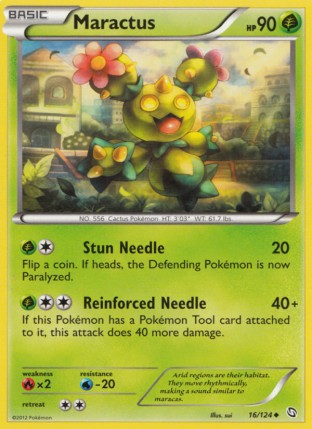 BASIC
Maractus
HP 90
NO. 556 Cactus Pokémon HT: 3'03" WT: 61.7 lbs.
Stun Needle 20
Flip a coin. If heads, the Defending Pokémon is now
Paralyzed.
Reinforced Needle 40+
If this Pokémon has a Pokémon Tool card attached
to it, this attack does 40 more damage.
weakness resistance
×2 -20
retreat
Arid regions are their habitat.
They move rhythmically,
making a sound similar to
maracas.
©2012 Pokémon Illus. sui 16/124